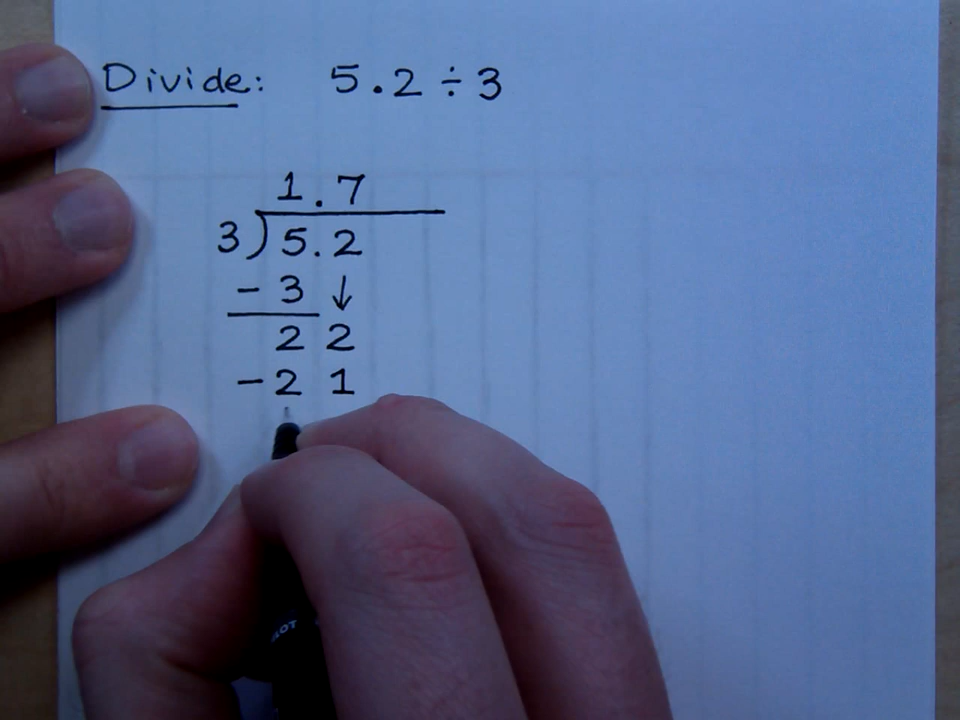 Divide: 5.2 ÷ 3
1.7
3)5.2
- 3 ↓
2 2
- 2 1